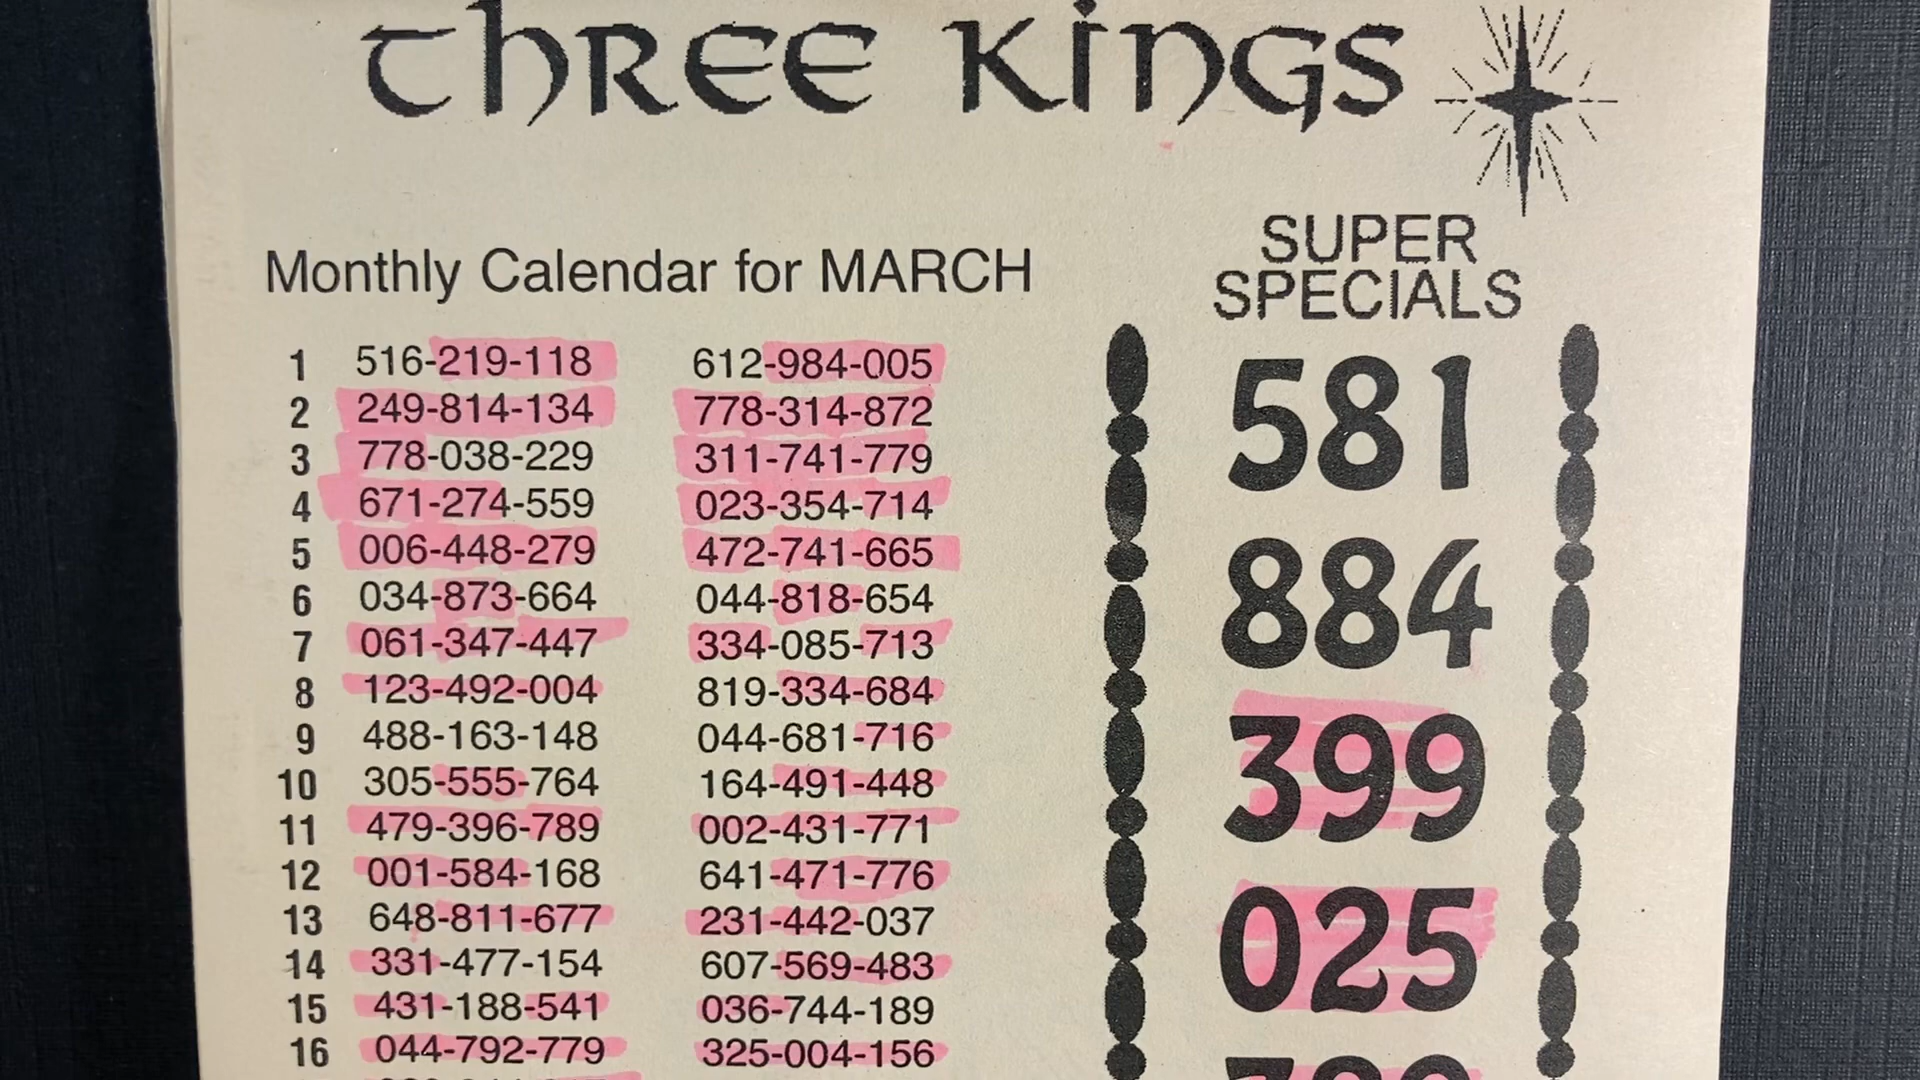 THREE KINGS
SUPER
SPECIALS
Monthly Calendar for MARCH
1 516-219-118 612-984-005
2 249-814-134 778-314-872
3 778-038-229 311-741-779
4 671-274-559 023-354-714
5 006-448-279 472-741-665
6 034-873-664 044-818-654
7 061-347-447 334-085-713
8 123-492-004 819-334-684
9 488-163-148 044-681-716
10 305-555-764 164-491-448
11 479-396-789 002-431-771
12 001-584-168 641-471-776
13 648-811-677 231-442-037
14 331-477-154 607-569-483
15 431-188-541 036-744-189
16 044-792-779 325-004-156
581
884
399
025